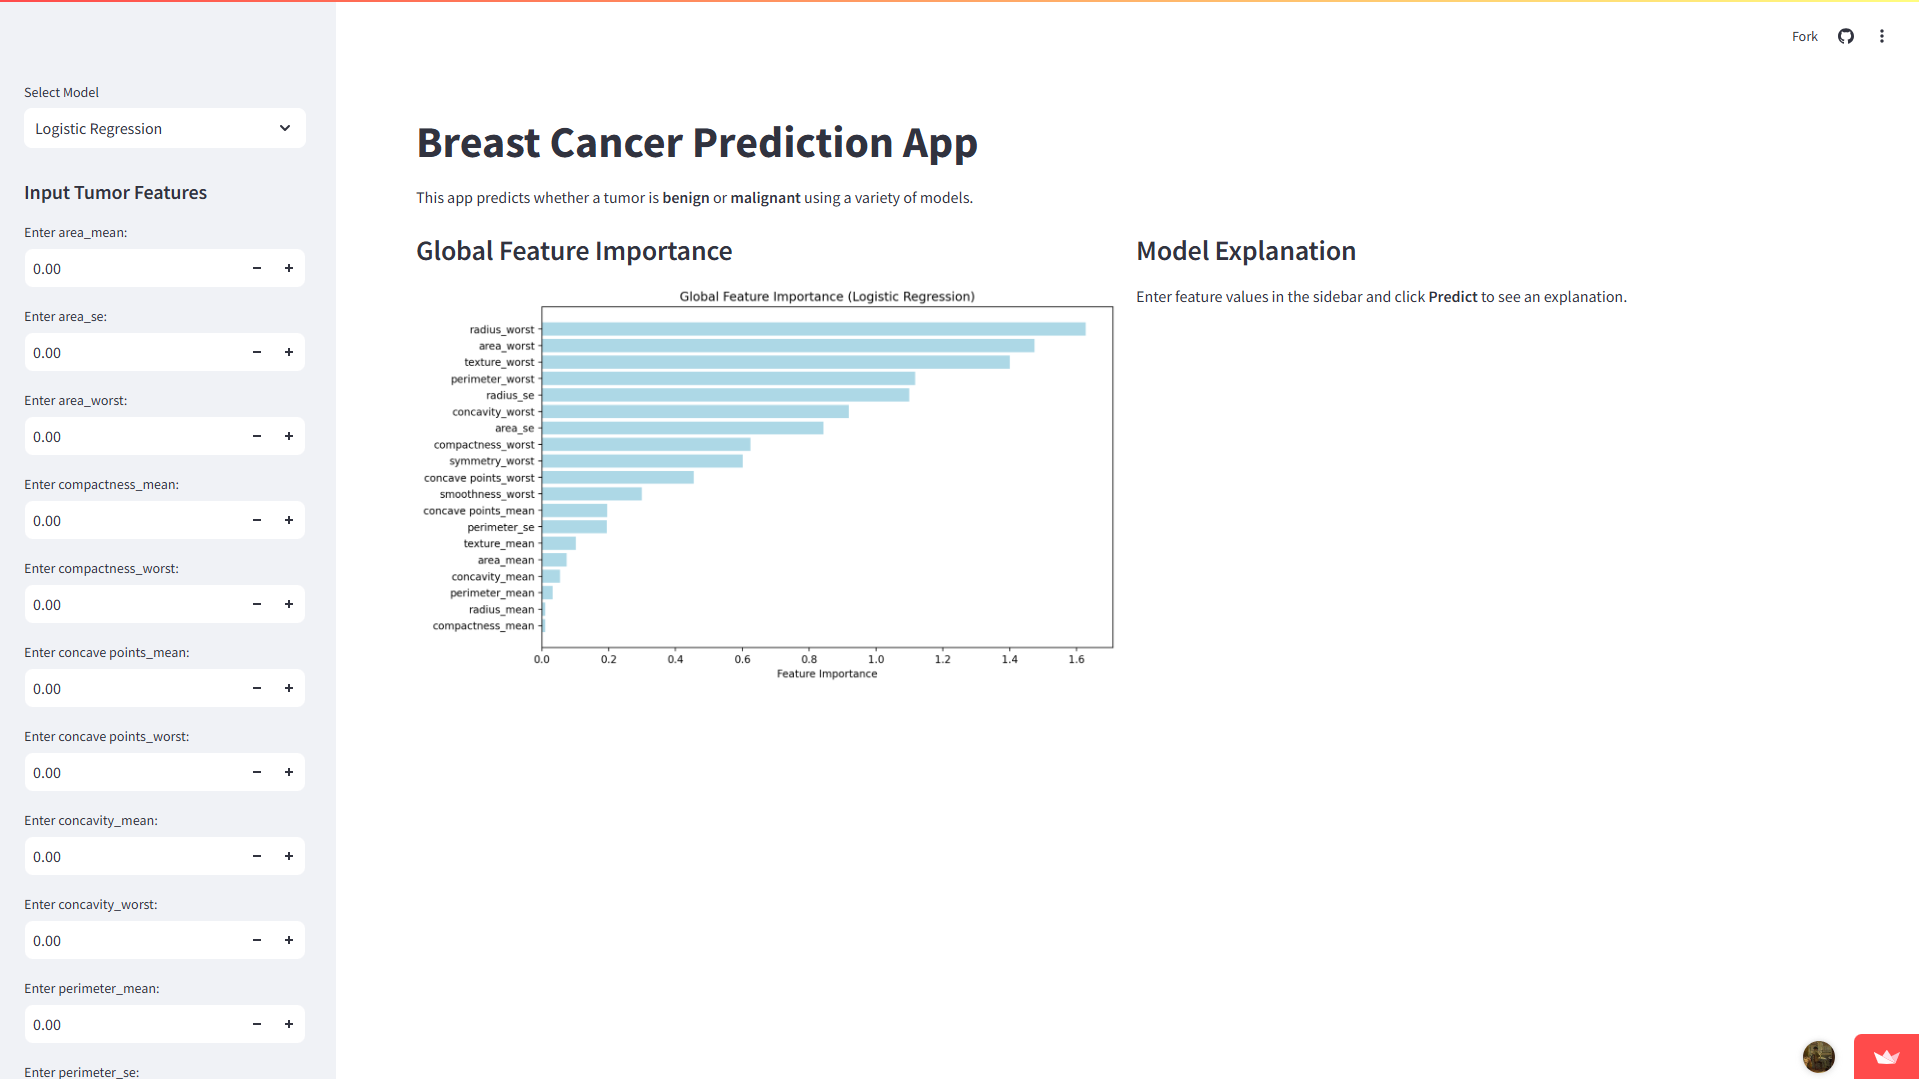 Fork
Select Model
Logistic Regression
Input Tumor Features
Enter area_mean:
0.00
Enter area_se:
0.00
Enter area_worst:
0.00
Enter compactness_mean:
0.00
Enter compactness_worst:
0.00
Enter concave points_mean:
0.00
Enter concave points_worst:
0.00
Enter concavity_mean:
0.00
Enter concavity_worst:
0.00
Enter perimeter_mean:
0.00
Enter perimeter_se:
Breast Cancer Prediction App
This app predicts whether a tumor is benign or malignant using a variety of models.
Global Feature Importance
Global Feature Importance (Logistic Regression)
radius_worst
area_worst
texture_worst
perimeter_worst
radius_se
concavity_worst
area_se
compactness_worst
symmetry_worst
concave points_worst
smoothness_worst
concave points_mean
perimeter_se
texture_mean
area_mean
concavity_mean
perimeter_mean
radius_mean
compactness_mean
0.0 0.2 0.4 0.6 0.8 1.0 1.2 1.4 1.6
Feature Importance
Model Explanation
Enter feature values in the sidebar and click Predict to see an explanation.